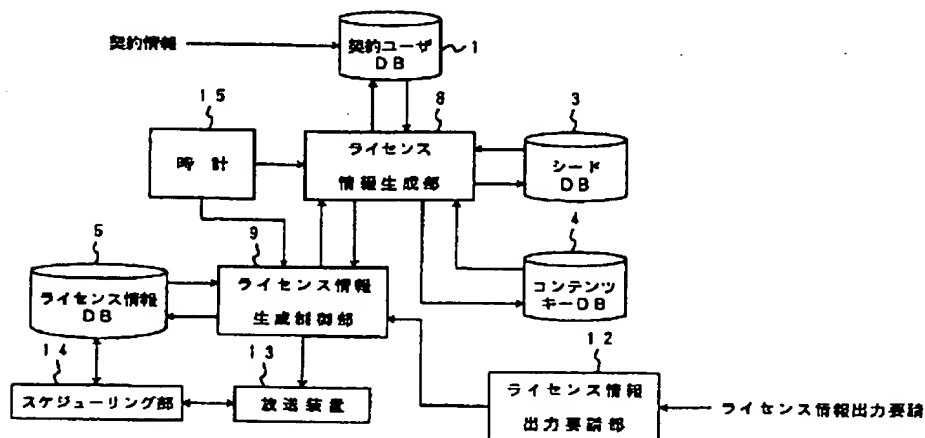 契約情報
契約ユーザ
DB
1
15
時計
8
ライセンス
情報生成部
3
シード
DB
4
コンテンツ
キーDB
5
ライセンス情報
DB
9
ライセンス情報
生成制御部
14
スケジューリング部
13
放送装置
12
ライセンス情報
出力要請部
ライセンス情報出力要請